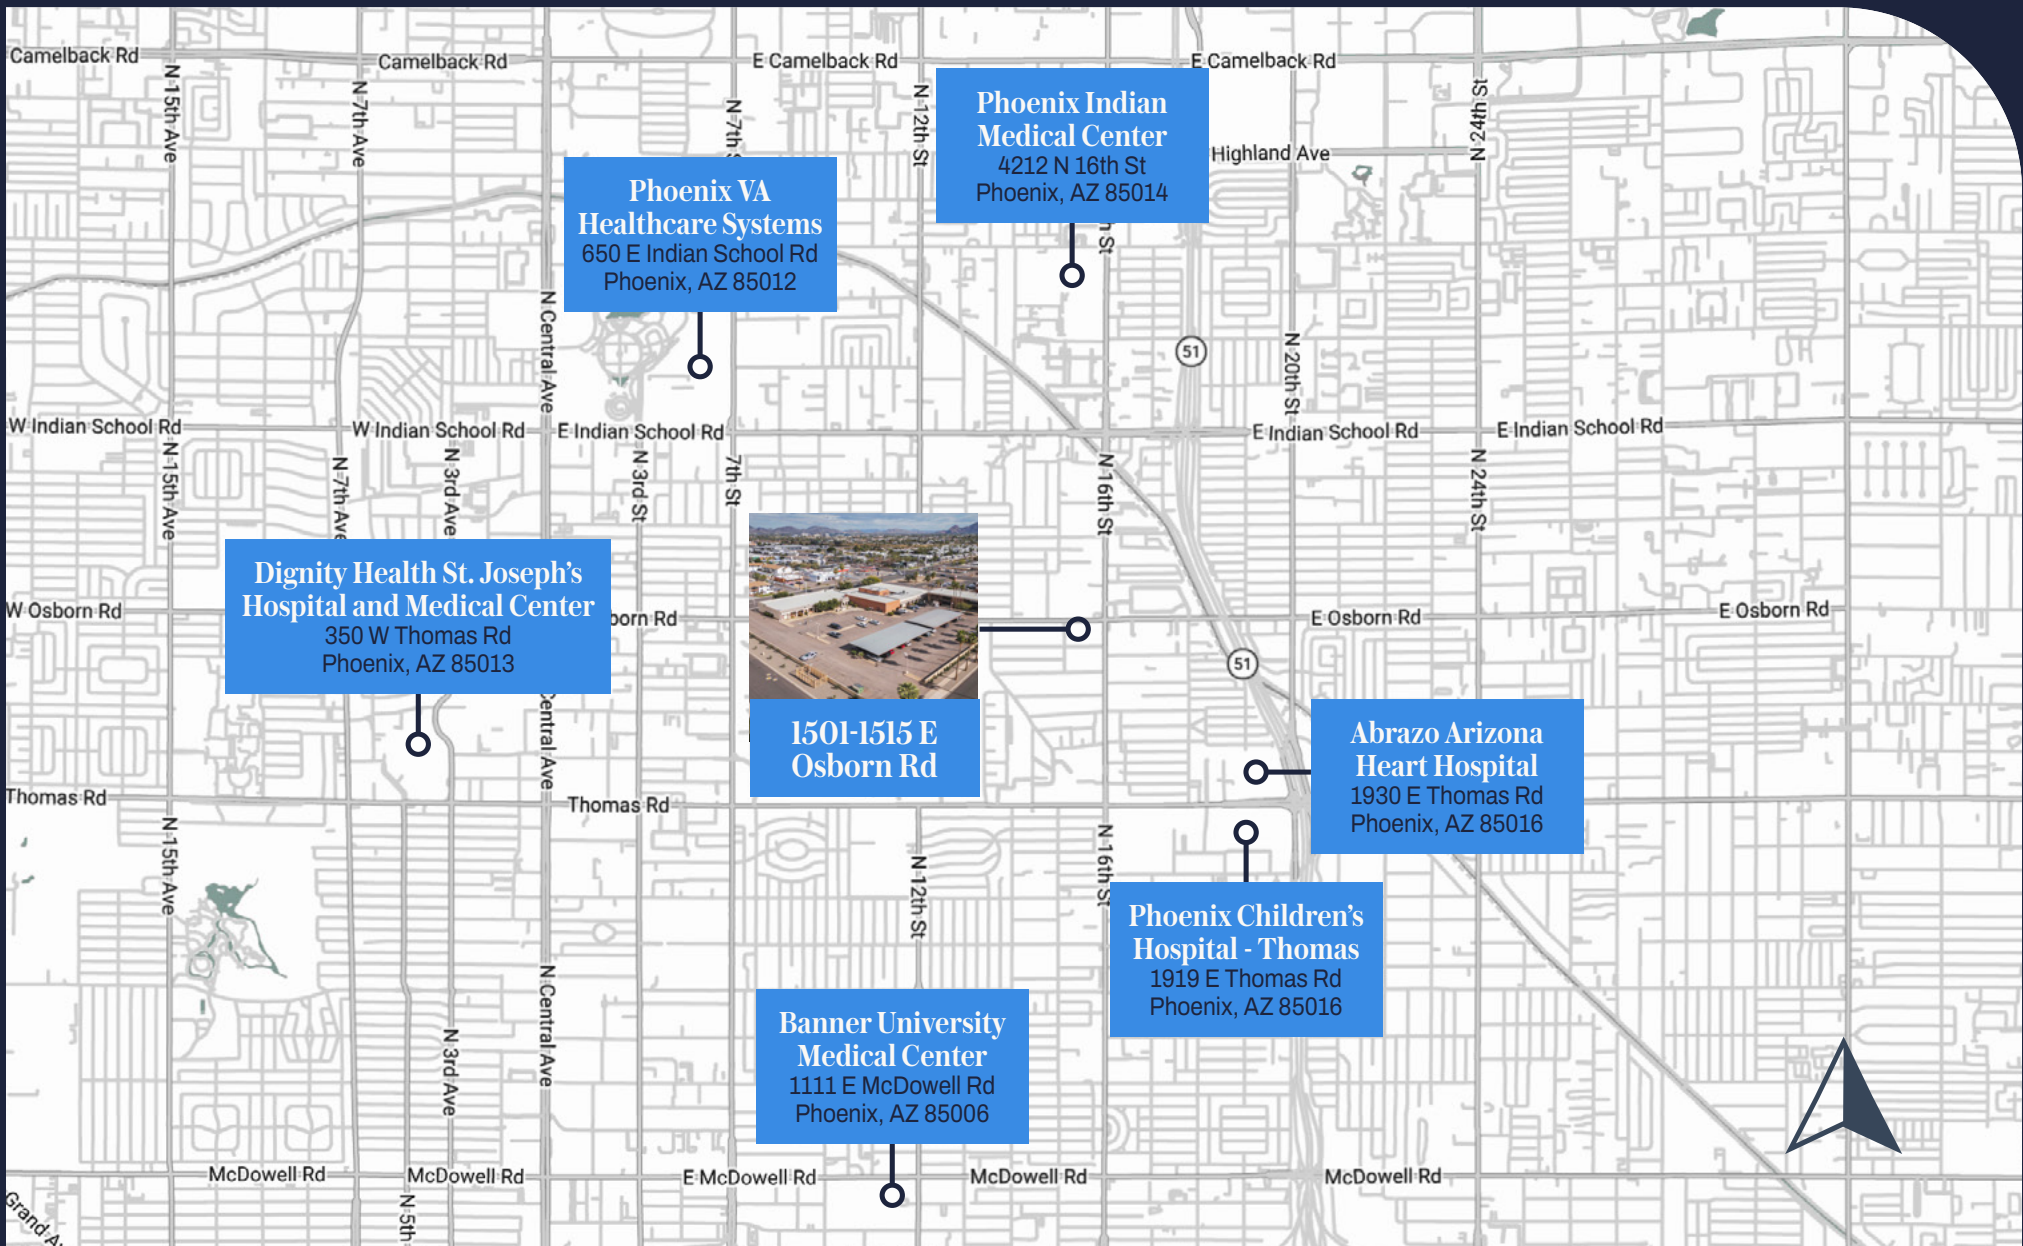 Camelback Rd
Camelback Rd
E Camelback Rd
E Camelback Rd
N 15th Ave
N 7th Ave
N 7th S
N 12th St
N 24th St
N
Phoenix Indian
Medical Center
4212 N 16th St
Phoenix, AZ 85014
Highland Ave
h St
Phoenix VA
Healthcare Systems
650 E Indian School Rd
Phoenix, AZ 85012
N Central Ave
51
N 20th St
W Indian School Rd
W Indian School Rd
E Indian School Rd
E Indian School Rd
E Indian School Rd
N 15th Ave
N 7th Ave
N 3rd Ave
N 3rd St
7th St
N 16th St
N 24th St
Dignity Health St. Joseph's
Hospital and Medical Center
350 W Thomas Rd
Phoenix, AZ 85013
W Osborn Rd
born Rd
E Osborn Rd
E Osborn Rd
51
1501-1515 E
Osborn Rd
Central Ave
Abrazo Arizona
Heart Hospital
1930 E Thomas Rd
Phoenix, AZ 85016
Thomas Rd
Thomas Rd
N 15th Ave
N 12th St
N 16th St
Phoenix Children's
Hospital - Thomas
1919 E Thomas Rd
Phoenix, AZ 85016
N Central Ave
N 3rd Ave
Banner University
Medical Center
1111 E McDowell Rd
Phoenix, AZ 85006
McDowell Rd
McDowell Rd
E McDowell Rd
McDowell Rd
McDowell Rd
Grand A
N 5th